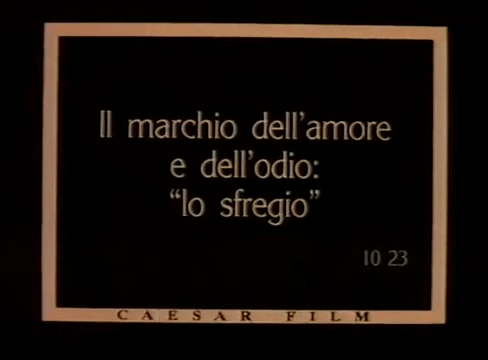 Il marchio dell'amore
e dell'odio:
“lo sfregio”
10 23
CAESAR FILM